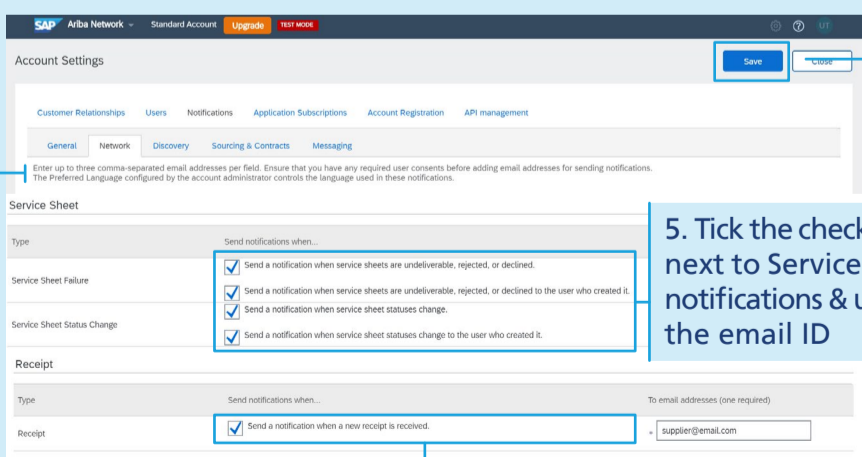 SAP Ariba Network Standard Account Upgrade TEST MODE UT
Account Settings Save Close
Customer Relationships Users Notifications Application Subscriptions Account Registration API management
General Network Discovery Sourcing & Contracts Messaging
Enter up to three comma-separated email addresses per field. Ensure that you have any required user consents before adding email addresses for sending notifications.
The Preferred Language configured by the account administrator controls the language used in these notifications.
Service Sheet
Type Send notifications when...
Service Sheet Failure
Send a notification when service sheets are undeliverable, rejected, or declined.
Send a notification when service sheets are undeliverable, rejected, or declined to the user who created it.
Service Sheet Status Change
Send a notification when service sheet statuses change.
Send a notification when service sheet statuses change to the user who created it.
5. Tick the check
next to Service
notifications & u
the email ID
Receipt
Type Send notifications when... To email addresses (one required)
Receipt Send a notification when a new receipt is received. * supplier@email.com